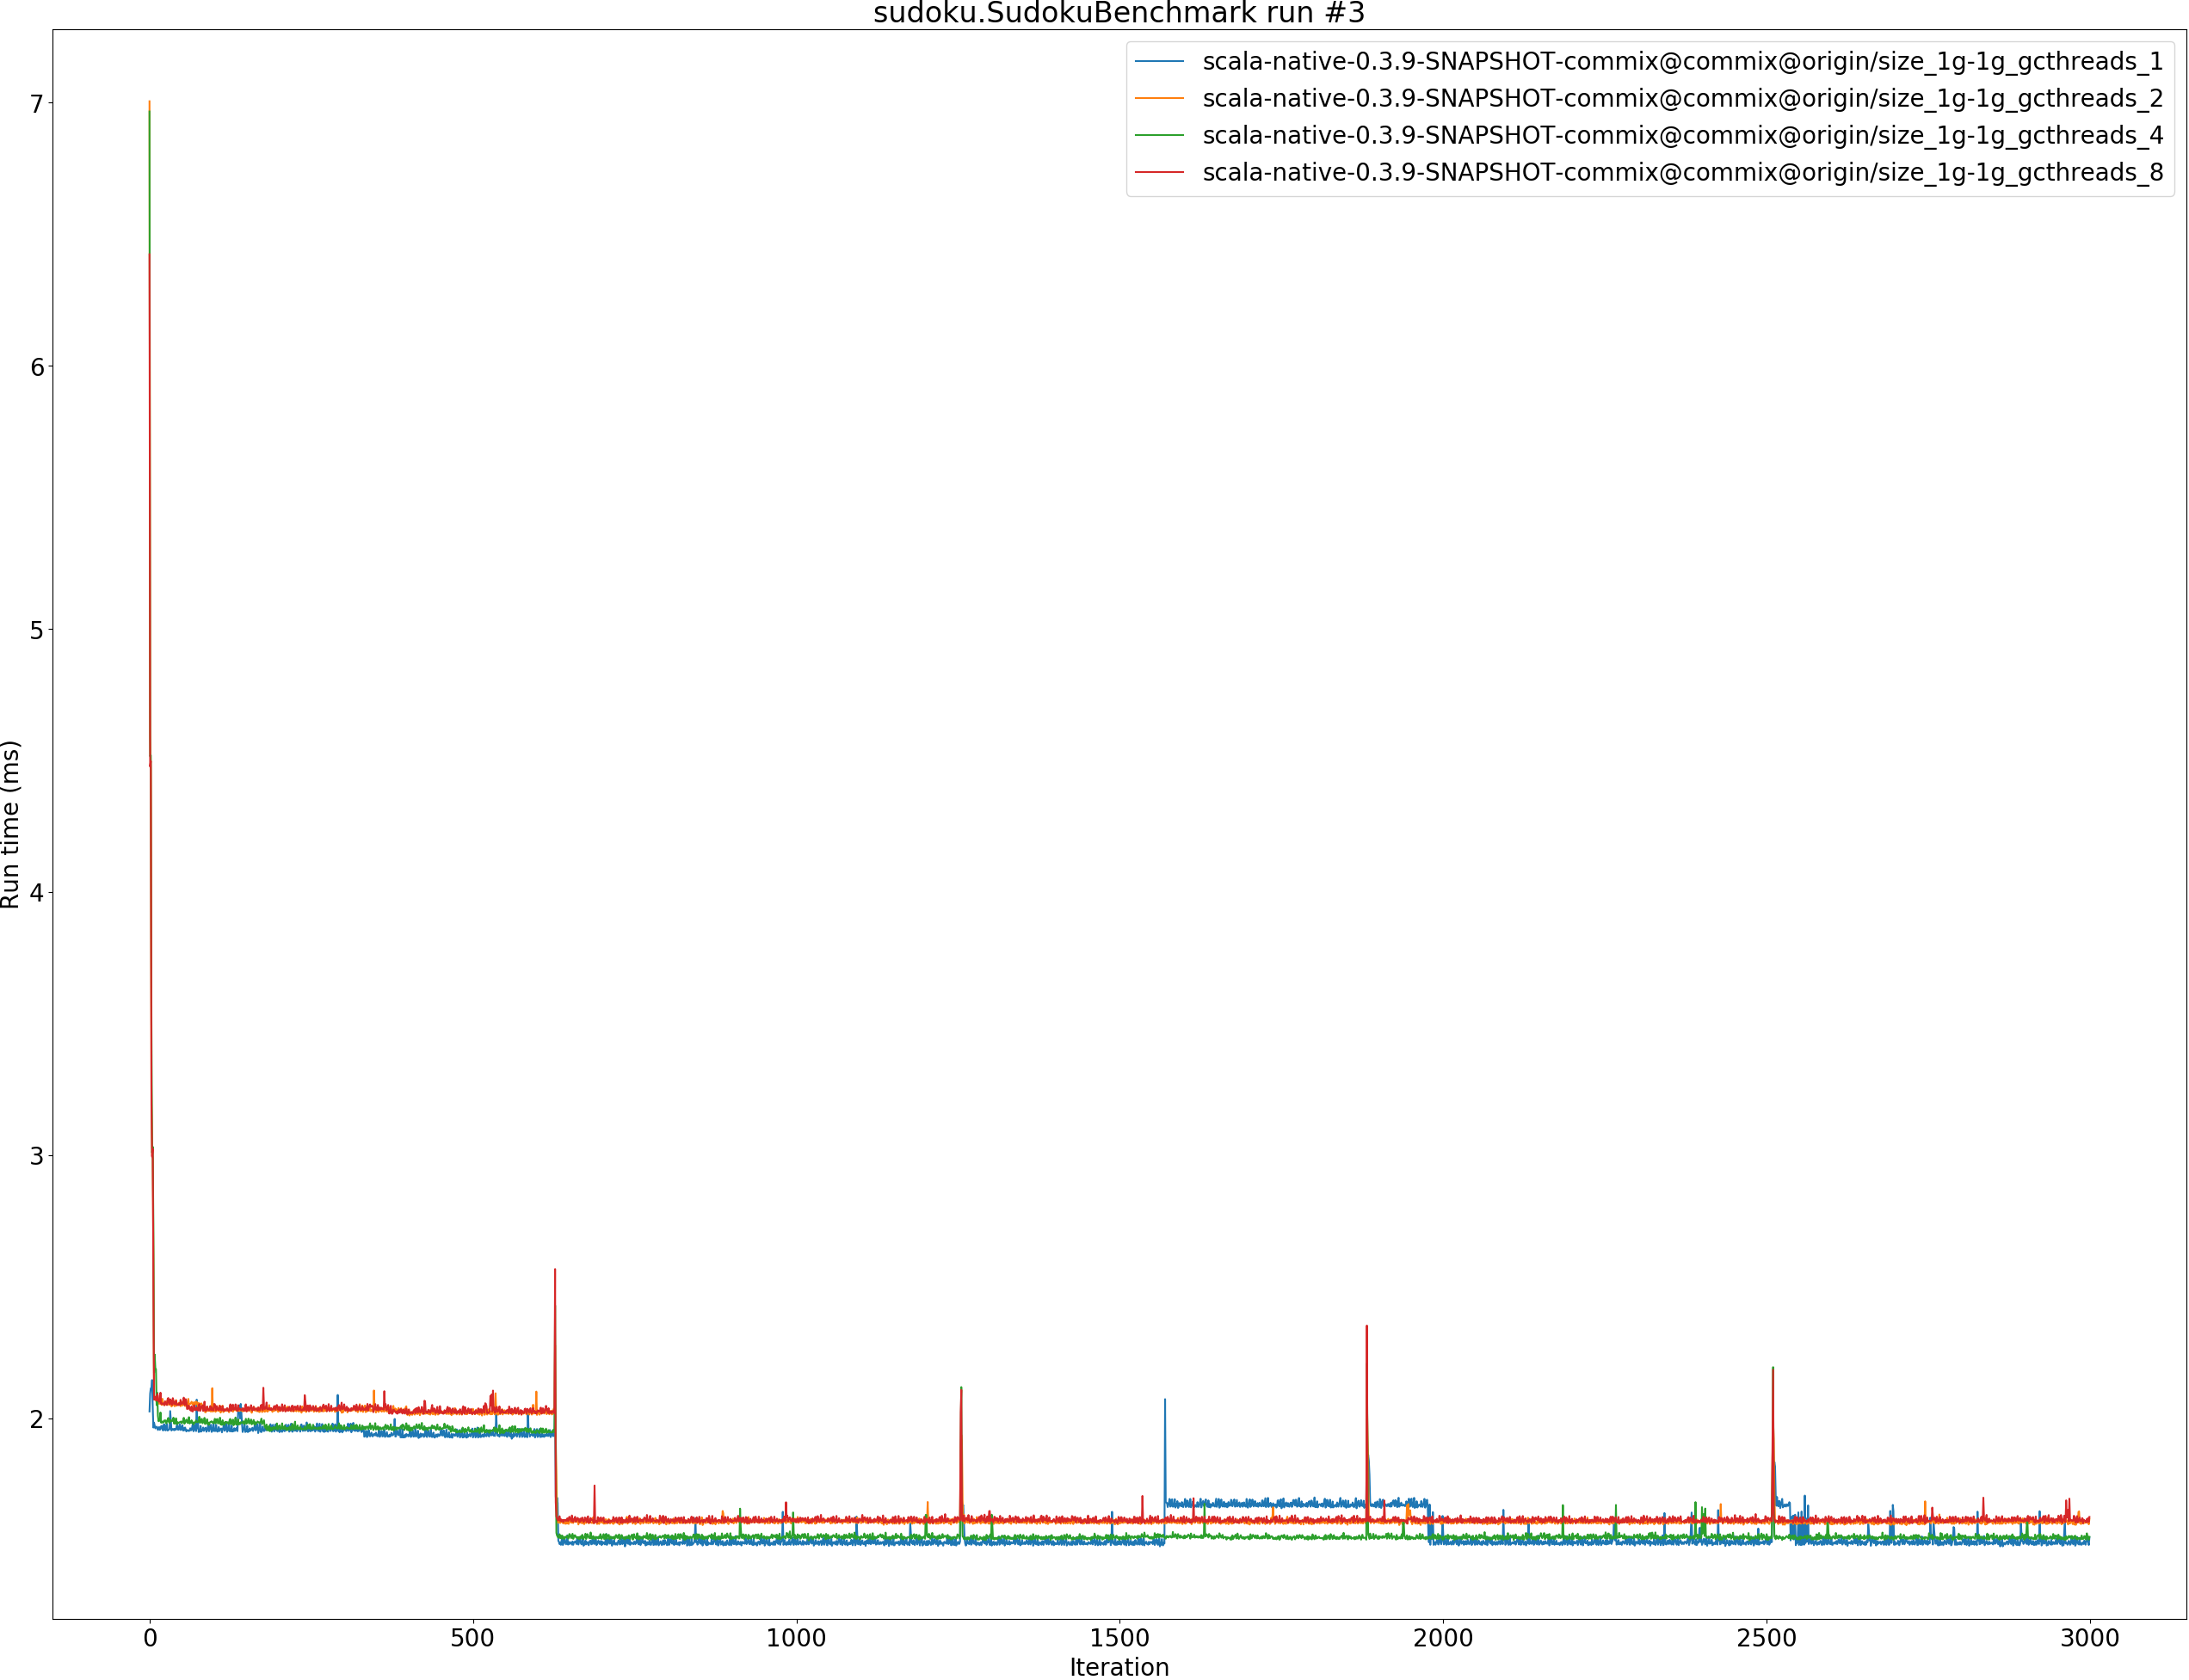 sudoku.SudokuBenchmark run #3
scala-native-0.3.9-SNAPSHOT-commix@commix@origin/size_1g-1g_gcthreads_1
scala-native-0.3.9-SNAPSHOT-commix@commix@origin/size_1g-1g_gcthreads_2
scala-native-0.3.9-SNAPSHOT-commix@commix@origin/size_1g-1g_gcthreads_4
scala-native-0.3.9-SNAPSHOT-commix@commix@origin/size_1g-1g_gcthreads_8
7
6
5
4
3
2
Run time (ms)
0 500 1000 1500 2000 2500 3000
Iteration